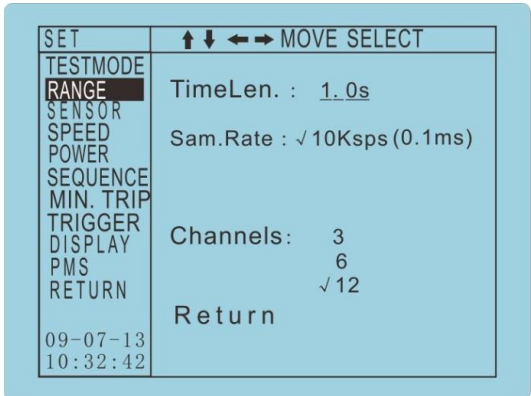 SET
↑ ↓ ← → MOVE SELECT
TESTMODE
RANGE
SENSOR
SPEED
POWER
SEQUENCE
MIN. TRIP
TRIGGER
DISPLAY
PMS
RETURN
09-07-13
10:32:42
TimeLen. : 1. 0s
Sam.Rate : √ 10Ksps (0.1ms)
Channels: 3
6
√ 12
Return